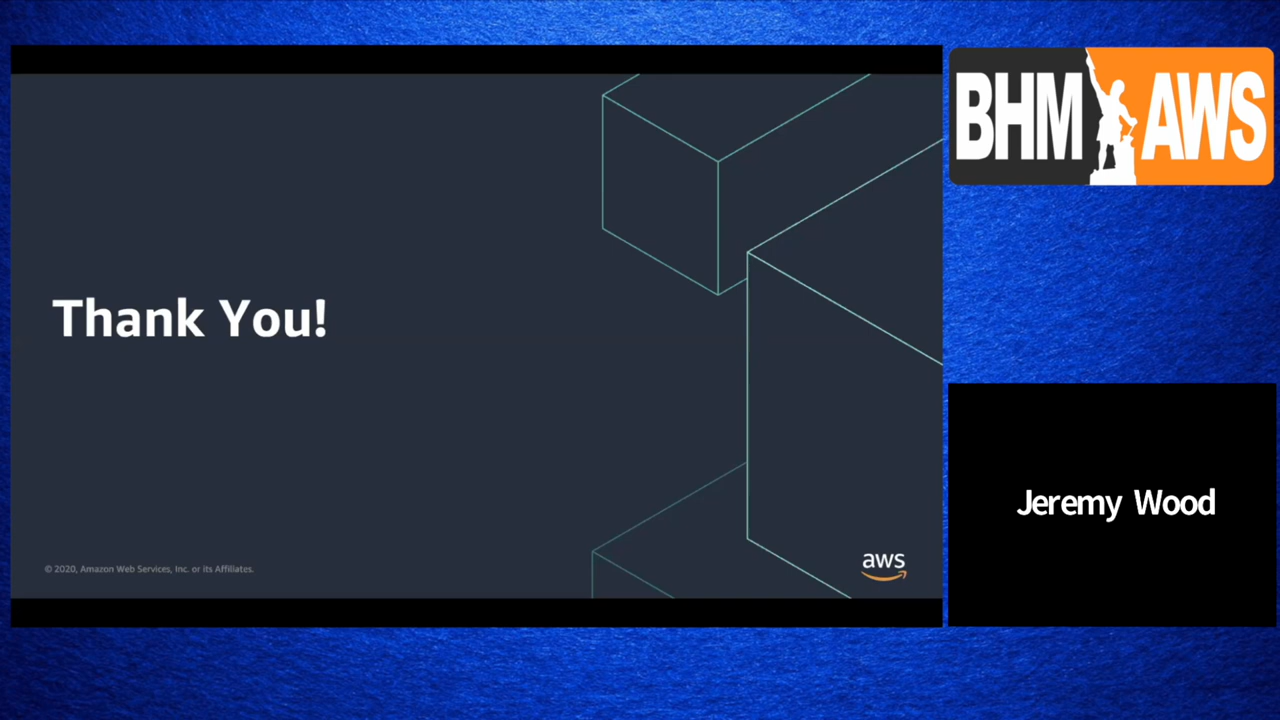 BHM AWS
Thank You!
Jeremy Wood
© 2020, Amazon Web Services, Inc. or its Affiliates.
aws